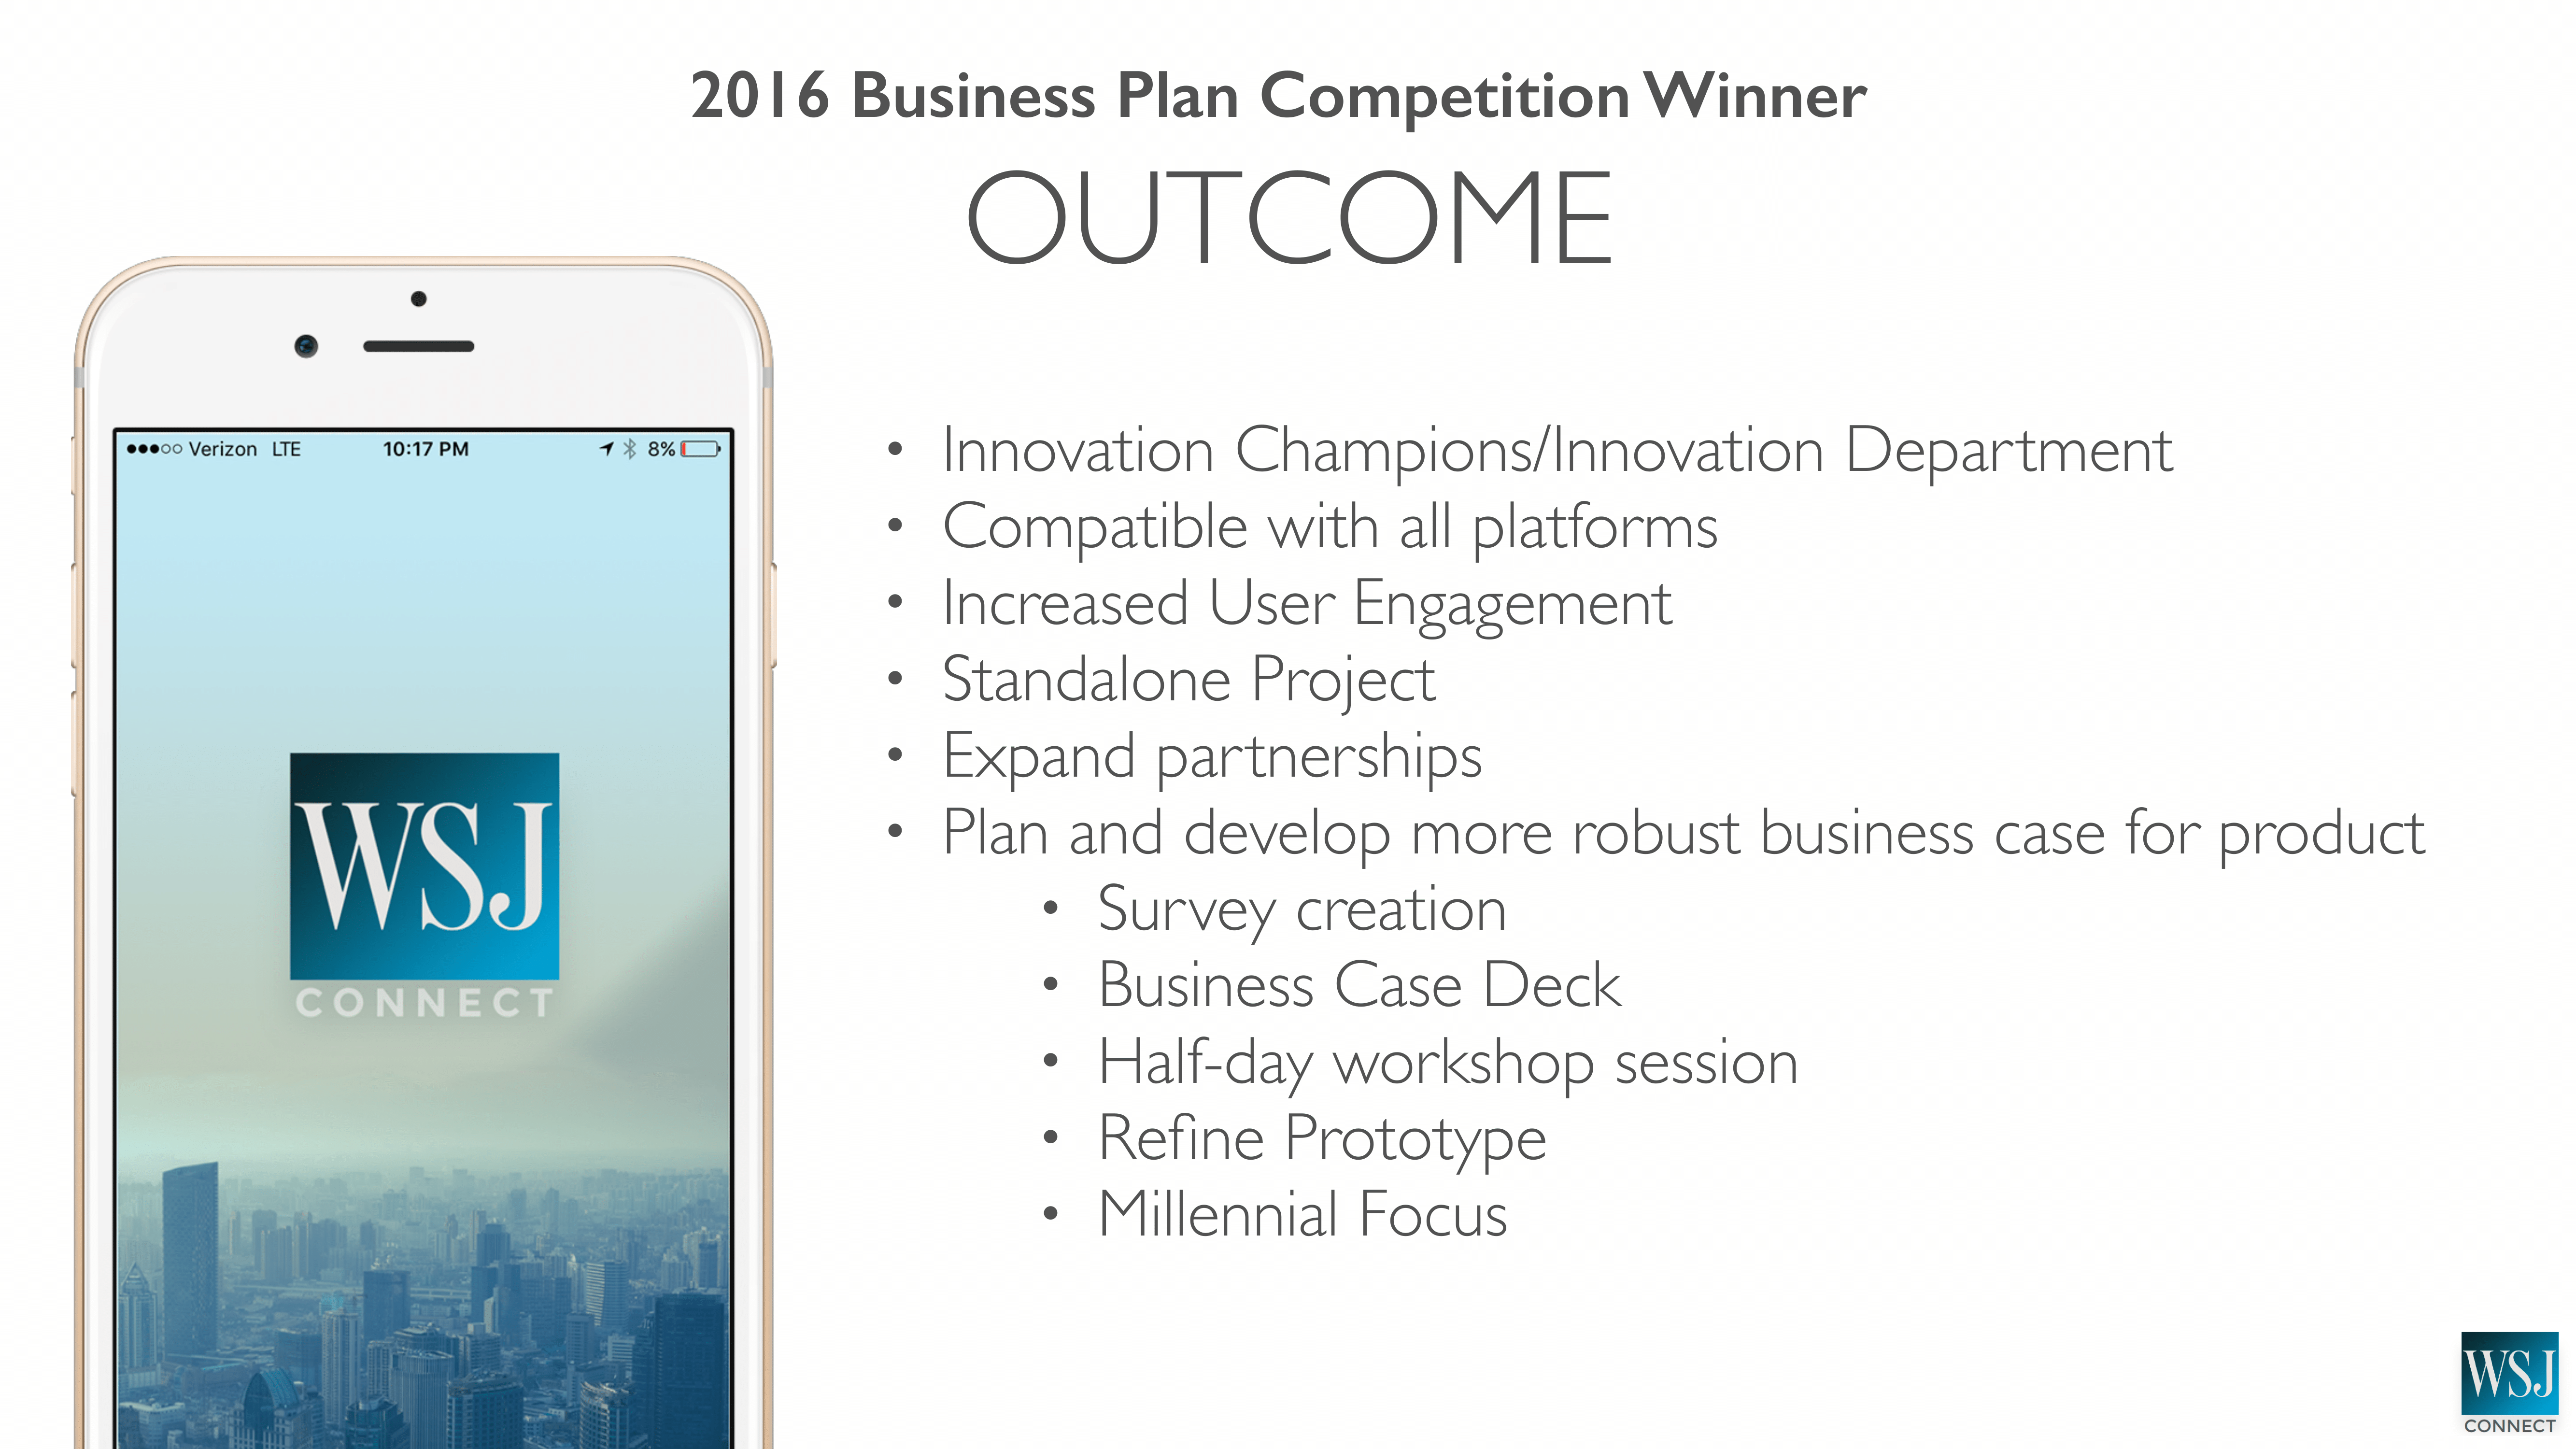 2016 Business Plan Competition Winner
OUTCOME
●●●○○ Verizon LTE 10:17 PM 8%
WSJ
CONNECT
• Innovation Champions/Innovation Department
• Compatible with all platforms
• Increased User Engagement
• Standalone Project
• Expand partnerships
• Plan and develop more robust business case for product
• Survey creation
• Business Case Deck
• Half-day workshop session
• Refine Prototype
• Millennial Focus
WSJ
CONNECT